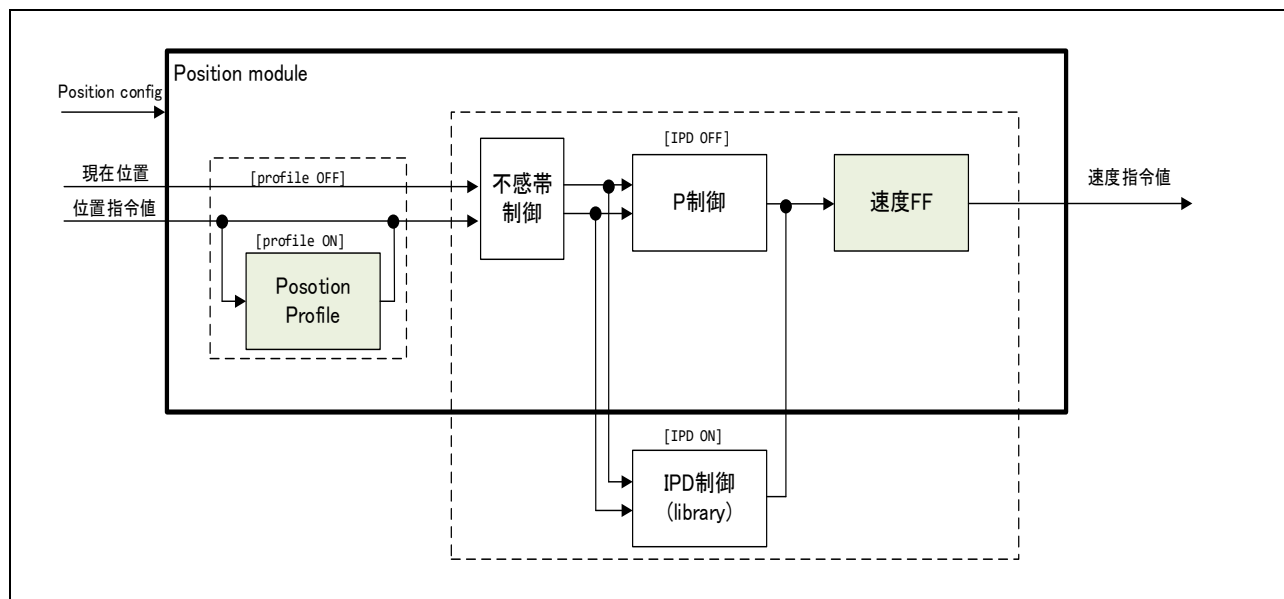 Position module
Position config
[IPD OFF]
現在位置
[profile OFF]
不感帯
制御
P制御
速度FF
速度指令値
位置指令値
[profile ON]
Posotion
Profile
[IPD ON]
IPD制御
(library)